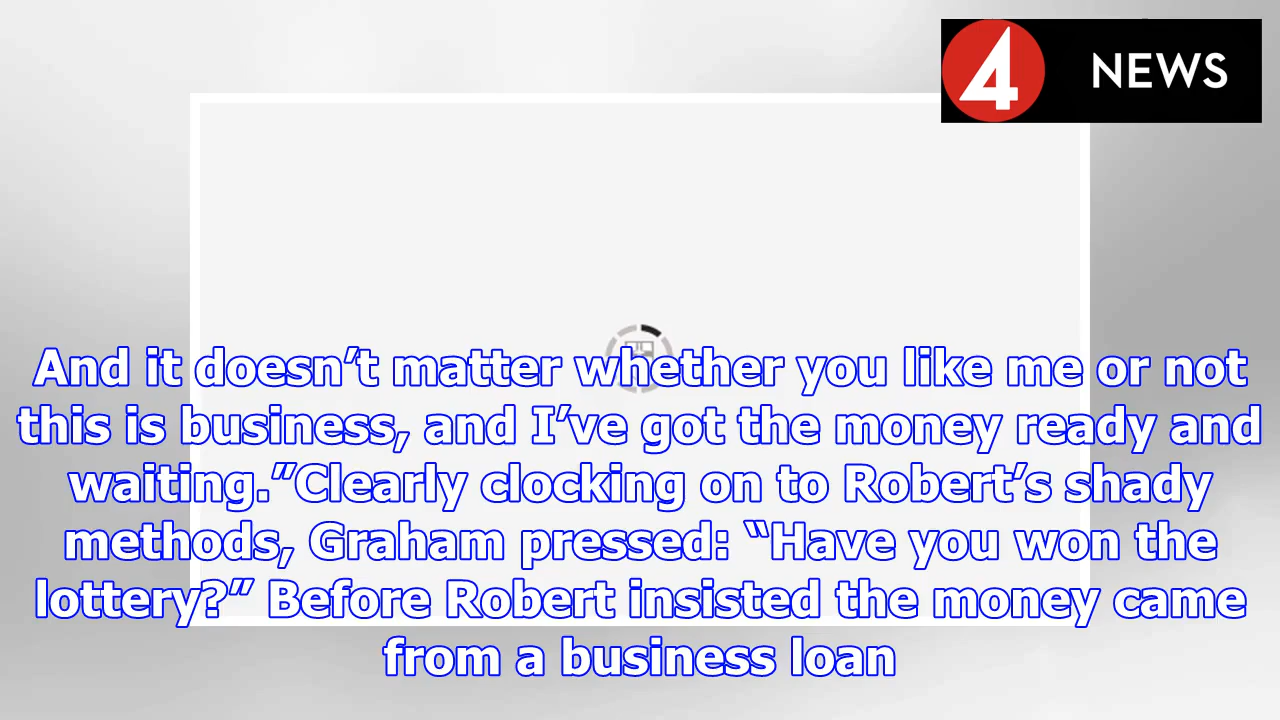 4 NEWS
And it doesn’t matter whether you like me or not
this is business, and I’ve got the money ready and
waiting.”Clearly clocking on to Robert’s shady
methods, Graham pressed: “Have you won the
lottery?” Before Robert insisted the money came
from a business loan